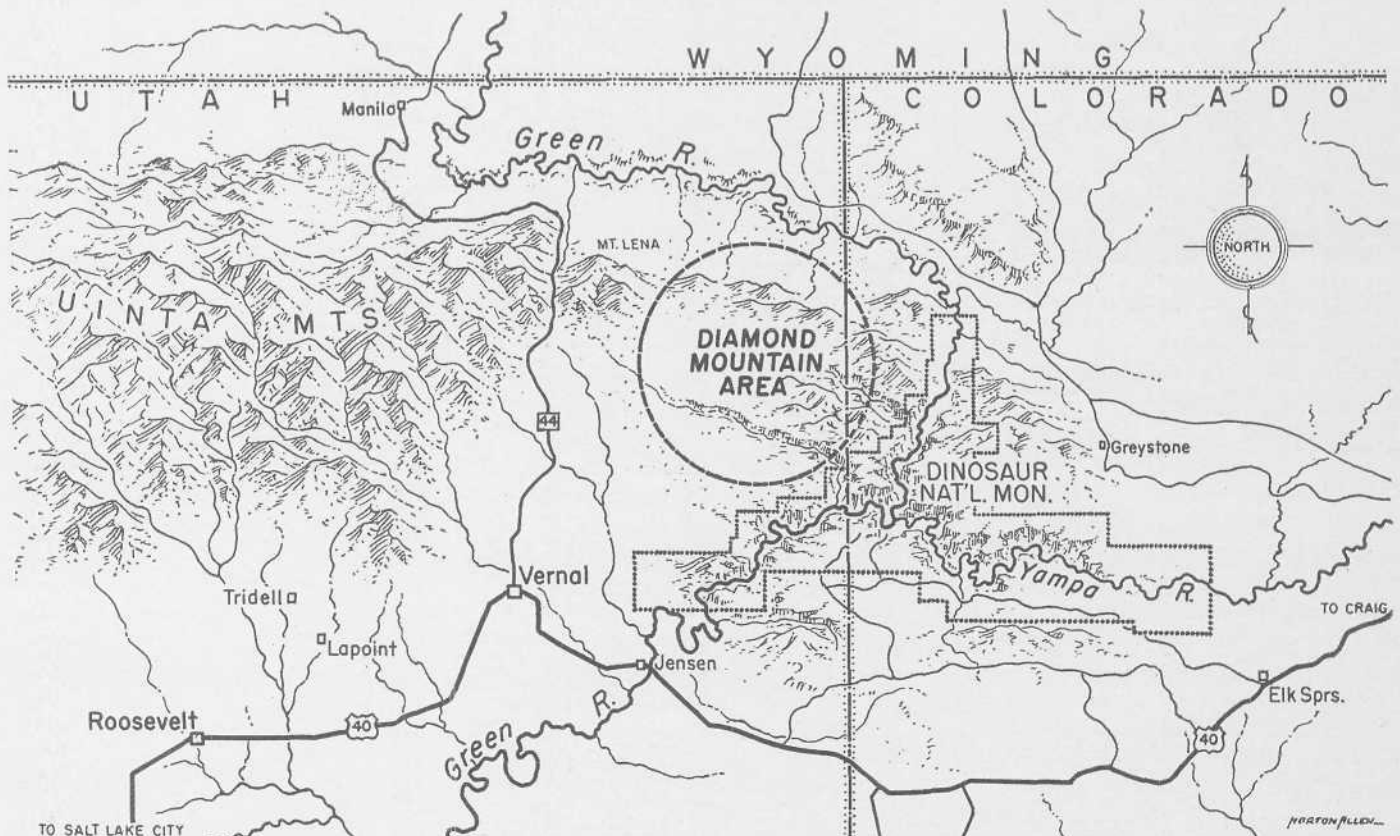 WYOMING
UTAH
COLORADO
Manila
Green R.
NORTH
MT. LENA
UINTA MTS
DIAMOND
MOUNTAIN
AREA
44
Greystone
DINOSAUR
NAT'L. MON.
Vernal
Tridell
Yampa R.
TO CRAIG
Lapoint
Jensen
Elk Sprs.
Roosevelt
40
Green R.
40
TO SALT LAKE CITY
NORTON ALLEN